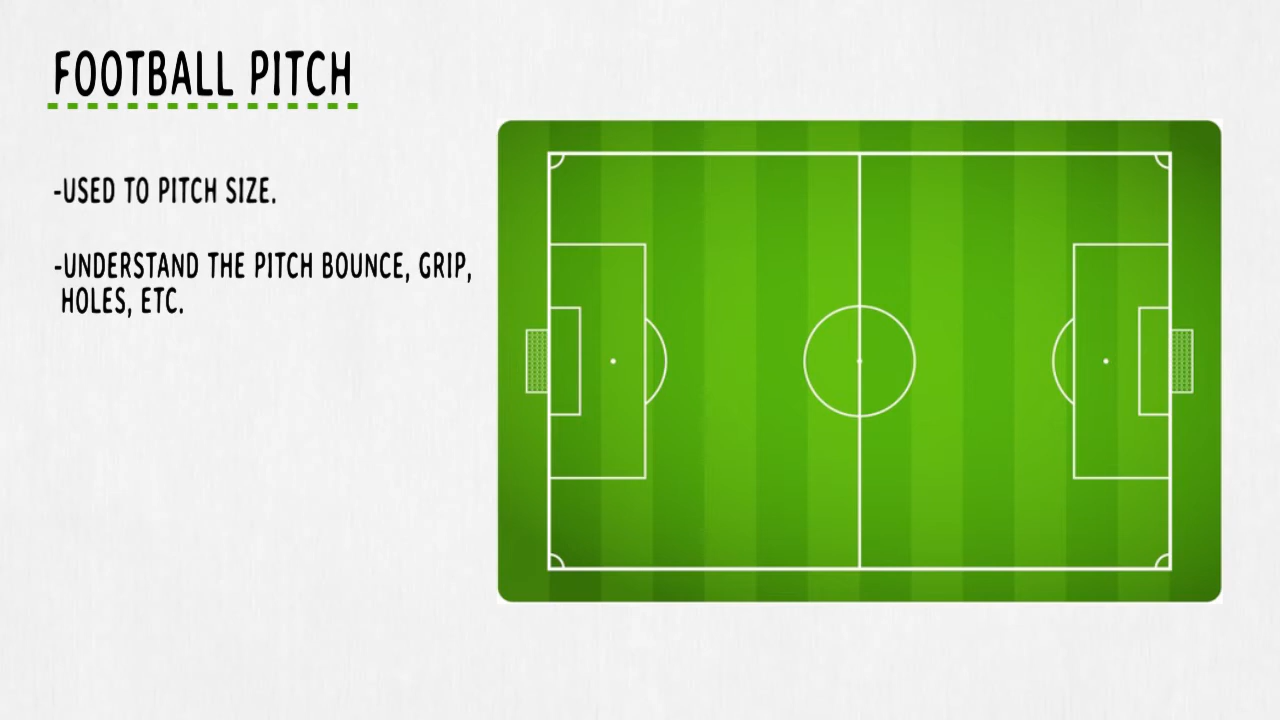 FOOTBALL PITCH
-USED TO PITCH SIZE.
-UNDERSTAND THE PITCH BOUNCE, GRIP,
HOLES, ETC.